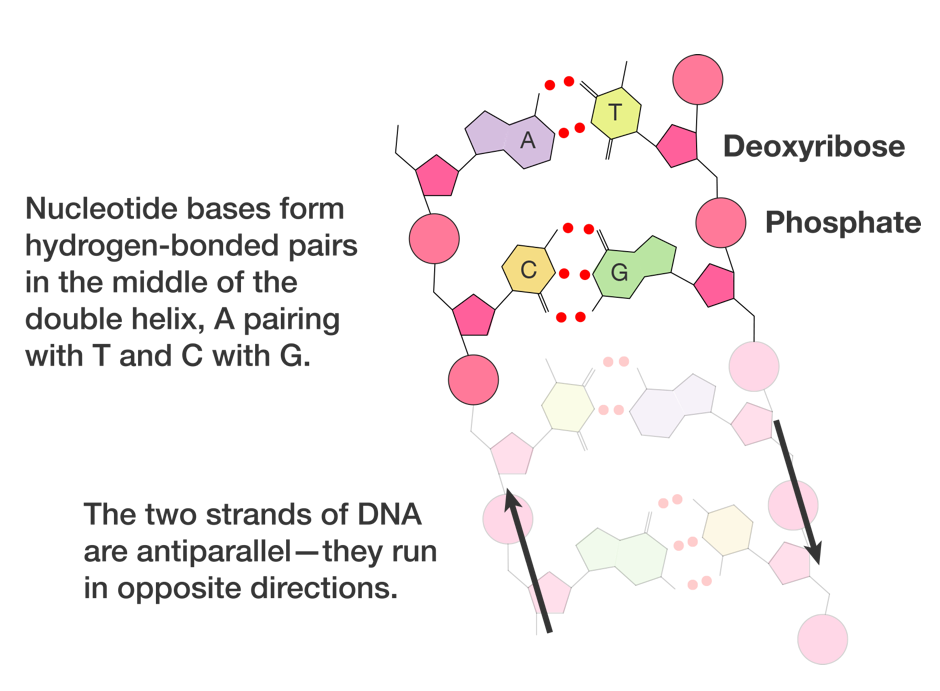 A
T
Deoxyribose
Phosphate
Nucleotide bases form
hydrogen-bonded pairs
in the middle of the
double helix, A pairing
with T and C with G.
C
G
The two strands of DNA
are antiparallel—they run
in opposite directions.